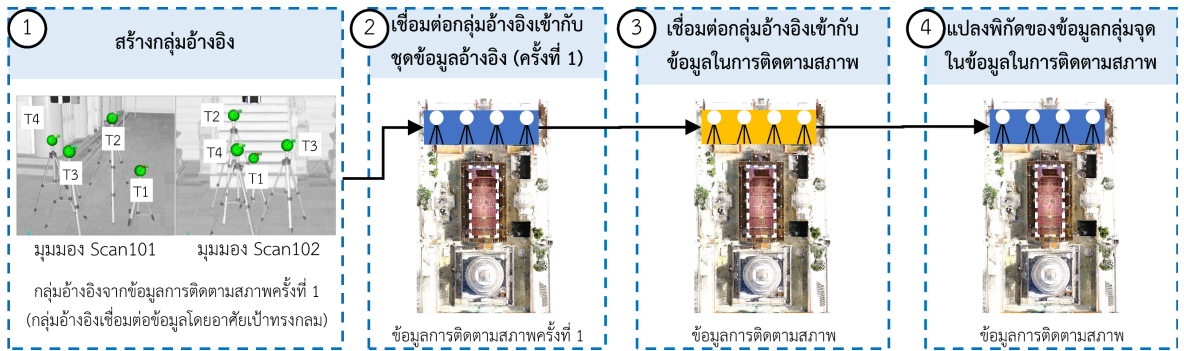 1
สร้างกลุ่มอ้างอิง
T4
T2
T3
T1
T2
T4
T3
T1
มุมมอง Scan101
มุมมอง Scan102
กลุ่มอ้างอิงจากข้อมูลการติดตามสภาพครั้งที่ 1
(กลุ่มอ้างอิงเชื่อมต่อข้อมูลโดยอาศัยเป้าทรงกลม)
2
เชื่อมต่อกลุ่มอ้างอิงเข้ากับ
ชุดข้อมูลอ้างอิง (ครั้งที่ 1)
ข้อมูลการติดตามสภาพครั้งที่ 1
3
เชื่อมต่อกลุ่มอ้างอิงเข้ากับ
ข้อมูลในการติดตามสภาพ
ข้อมูลการติดตามสภาพ
4
แปลงพิกัดของข้อมูลกลุ่มจุด
ในข้อมูลในการติดตามสภาพ
ข้อมูลการติดตามสภาพ